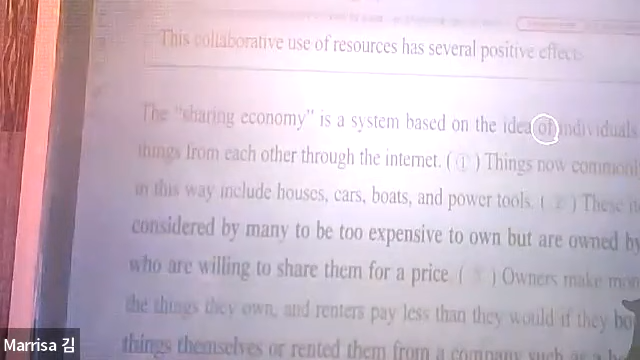 This collaborative use of resources has several positive effects
The "sharing economy" is a system based on the idea of individuals
things from each other through the internet. ( ① ) Things now commonly
in this way include houses, cars, boats, and power tools. ( ② ) These
considered by many to be too expensive to own but are owned by
who are willing to share them for a price. ( ) Owners make
the things they own, and renters pay less than they would if they
things themselves or rented them from a company such as a
Marrisa 김